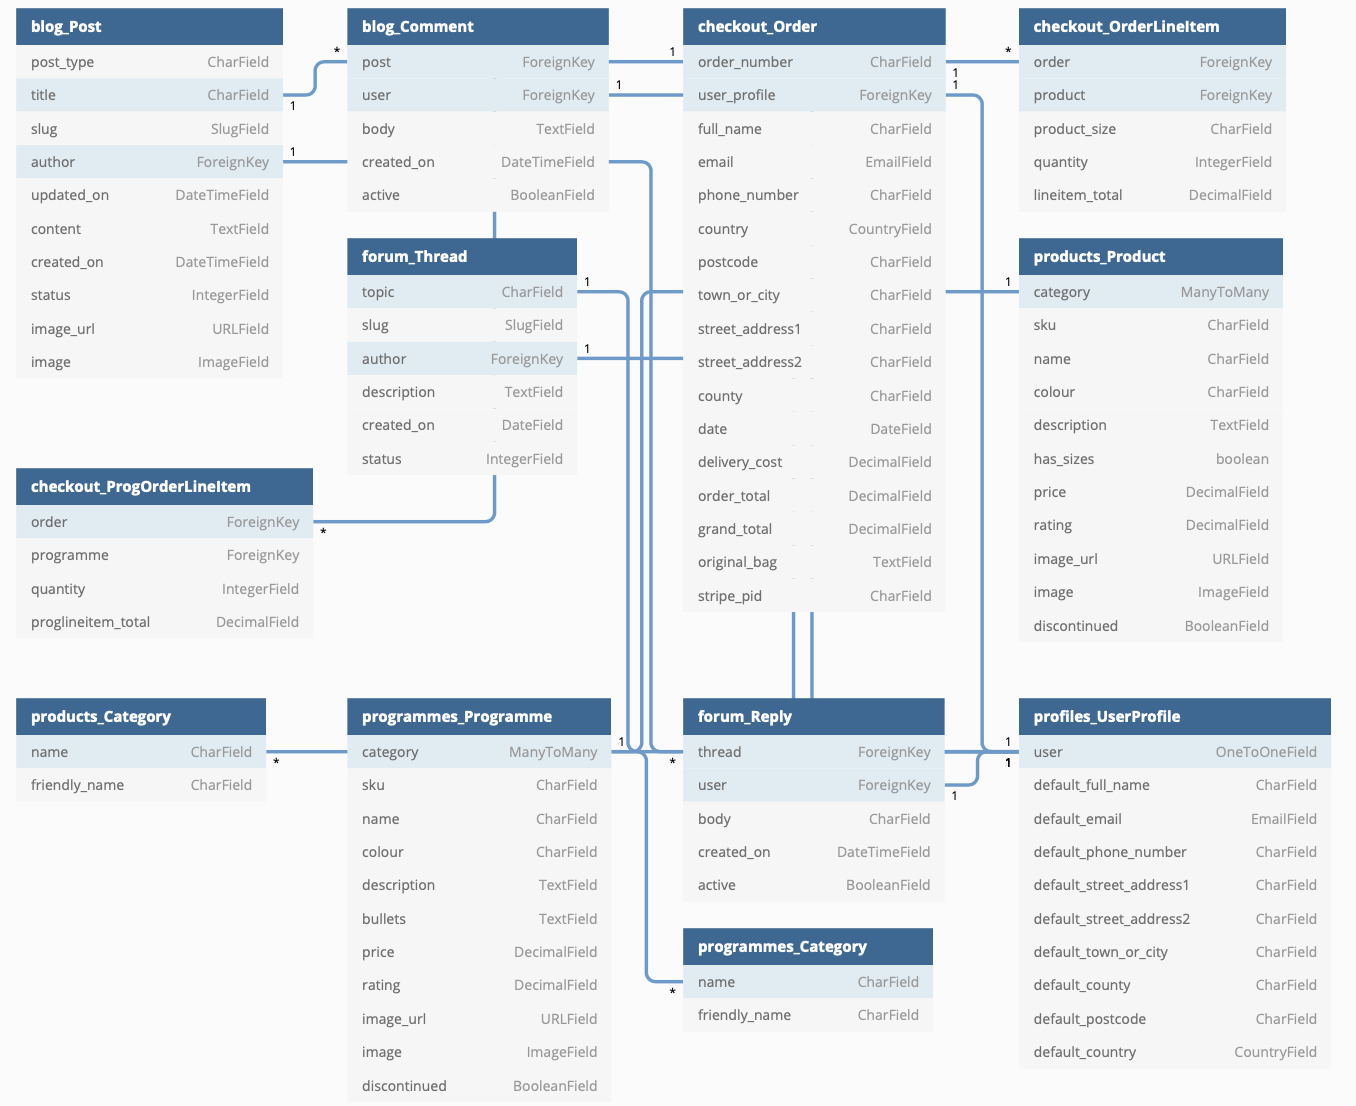 blog_Post
post_type CharField
title CharField
slug SlugField
author ForeignKey
updated_on DateTimeField
content TextField
created_on DateTimeField
status IntegerField
image_url URLField
image ImageField
1
1
blog_Comment
post ForeignKey
user ForeignKey
body TextField
created_on DateTimeField
active BooleanField
*
1
1
checkout_Order
order_number CharField
user_profile ForeignKey
full_name CharField
email EmailField
phone_number CharField
country CountryField
postcode CharField
town_or_city CharField
street_address1 CharField
street_address2 CharField
county CharField
date DateField
delivery_cost DecimalField
order_total DecimalField
grand_total DecimalField
original_bag TextField
stripe_pid CharField
1
1
checkout_OrderLineItem
order ForeignKey
product ForeignKey
product_size CharField
quantity IntegerField
lineitem_total DecimalField
*
forum_Thread
topic CharField
slug SlugField
author ForeignKey
description TextField
created_on DateField
status IntegerField
1
1
products_Product
category ManyToMany
sku CharField
name CharField
colour CharField
description TextField
has_sizes boolean
price DecimalField
rating DecimalField
image_url URLField
image ImageField
discontinued BooleanField
1
checkout_ProgOrderLineItem
order ForeignKey
programme ForeignKey
quantity IntegerField
proglineitem_total DecimalField
*
products_Category
name CharField
friendly_name CharField
*
programmes_Programme
category ManyToMany
sku CharField
name CharField
colour CharField
description TextField
bullets TextField
price DecimalField
rating DecimalField
image_url URLField
image ImageField
discontinued BooleanField
1
forum_Reply
thread ForeignKey
user ForeignKey
body CharField
created_on DateTimeField
active BooleanField
*
1
programmes_Category
name CharField
friendly_name CharField
*
profiles_UserProfile
user OneToOneField
default_full_name CharField
default_email EmailField
default_phone_number CharField
default_street_address1 CharField
default_street_address2 CharField
default_town_or_city CharField
default_county CharField
default_postcode CharField
default_country CountryField
1
1